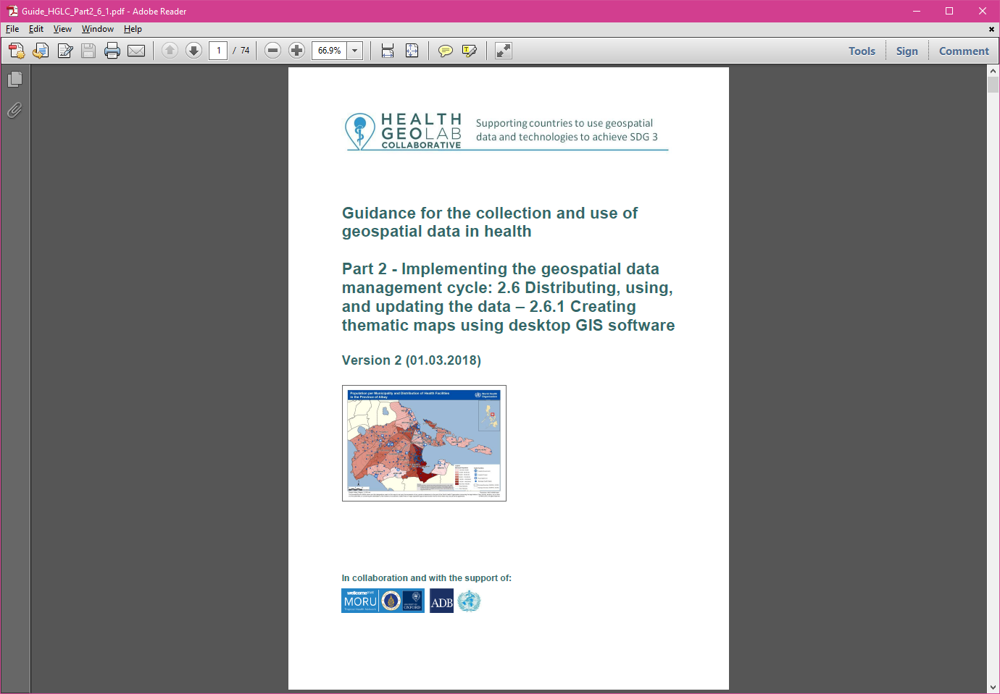 Guide_HGLC_Part2_6_1.pdf - Adobe Reader
File Edit View Window Help
1 / 74
66.9%
Tools Sign Comment
HEALTH
GEOLAB
COLLABORATIVE
Supporting countries to use geospatial
data and technologies to achieve SDG 3
Guidance for the collection and use of
geospatial data in health
Part 2 - Implementing the geospatial data
management cycle: 2.6 Distributing, using,
and updating the data – 2.6.1 Creating
thematic maps using desktop GIS software
Version 2 (01.03.2018)
Population per Municipality and Distribution of Health Facilities
in the Province of Albay
World Health
Organization
In collaboration and with the support of:
wellcome trust
MORU
Tropical Health Network
UNIVERSITY OF
OXFORD
ADB